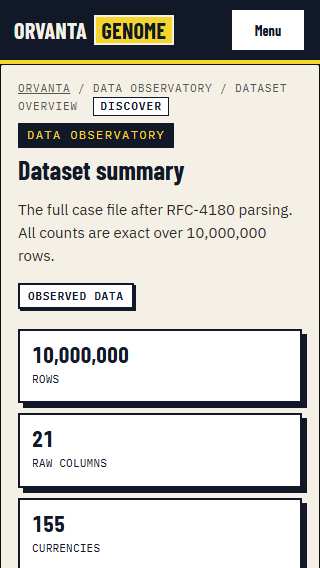 ORVANTA GENOME
Menu
ORVANTA / DATA OBSERVATORY / DATASET
OVERVIEW DISCOVER
DATA OBSERVATORY
Dataset summary
The full case file after RFC-4180 parsing.
All counts are exact over 10,000,000
rows.
OBSERVED DATA
10,000,000
ROWS
21
RAW COLUMNS
155
CURRENCIES